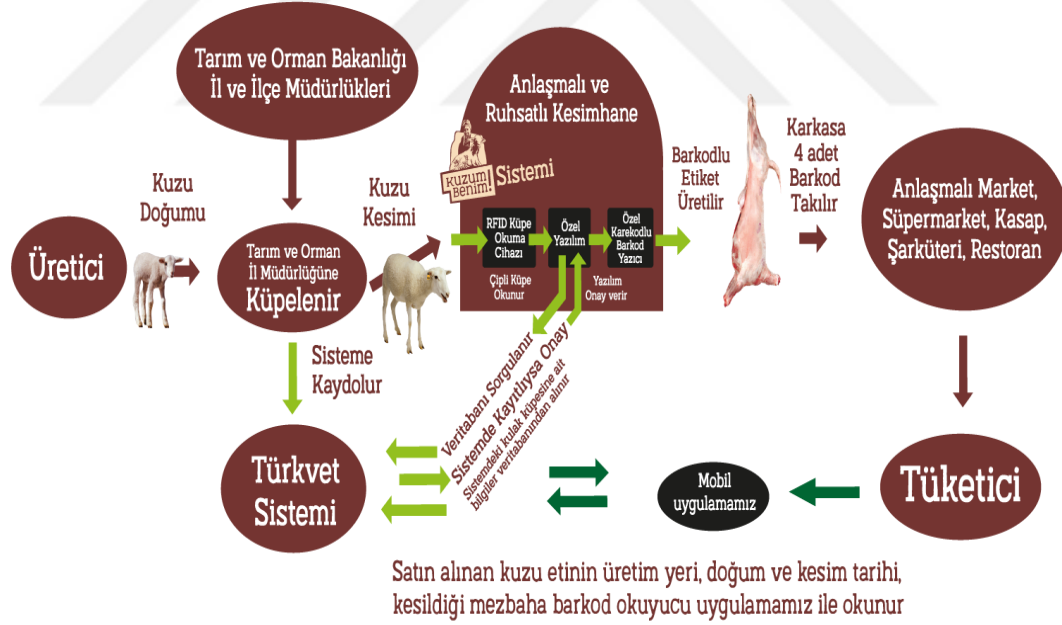 Tarım ve Orman Bakanlığı
İl ve İlçe Müdürlükleri
Üretici
Kuzu
Doğumu
Tarım ve Orman
İl Müdürlüğüne
Küpelenir
Kuzu
Kesimi
Anlaşmalı ve
Ruhsatlı Kesimhane
Kuzum
Benim!
Sistemi
RFID Küpe
Okuma
Cihazı
Özel
Yazılım
Özel
Karekodlu
Barkod
Yazıcı
Çipli Küpe
Okunur
Yazılım
Onay verir
Barkodlu
Etiket
Üretilir
Karkasa
4 adet
Barkod
Takılır
Anlaşmalı Market,
Süpermarket, Kasap,
Şarküteri, Restoran
Sisteme
Kaydolur
Veritabanı Sorgulanır
Sistemde Kayıtlıysa Onay
Sistemdeki kulak küpesine ait
bilgiler veritabanından alınır
Türkvet
Sistemi
Mobil
uygulamamız
Tüketici
Satın alınan kuzu etinin üretim yeri, doğum ve kesim tarihi,
kesildiği mezbaha barkod okuyucu uygulamamız ile okunur